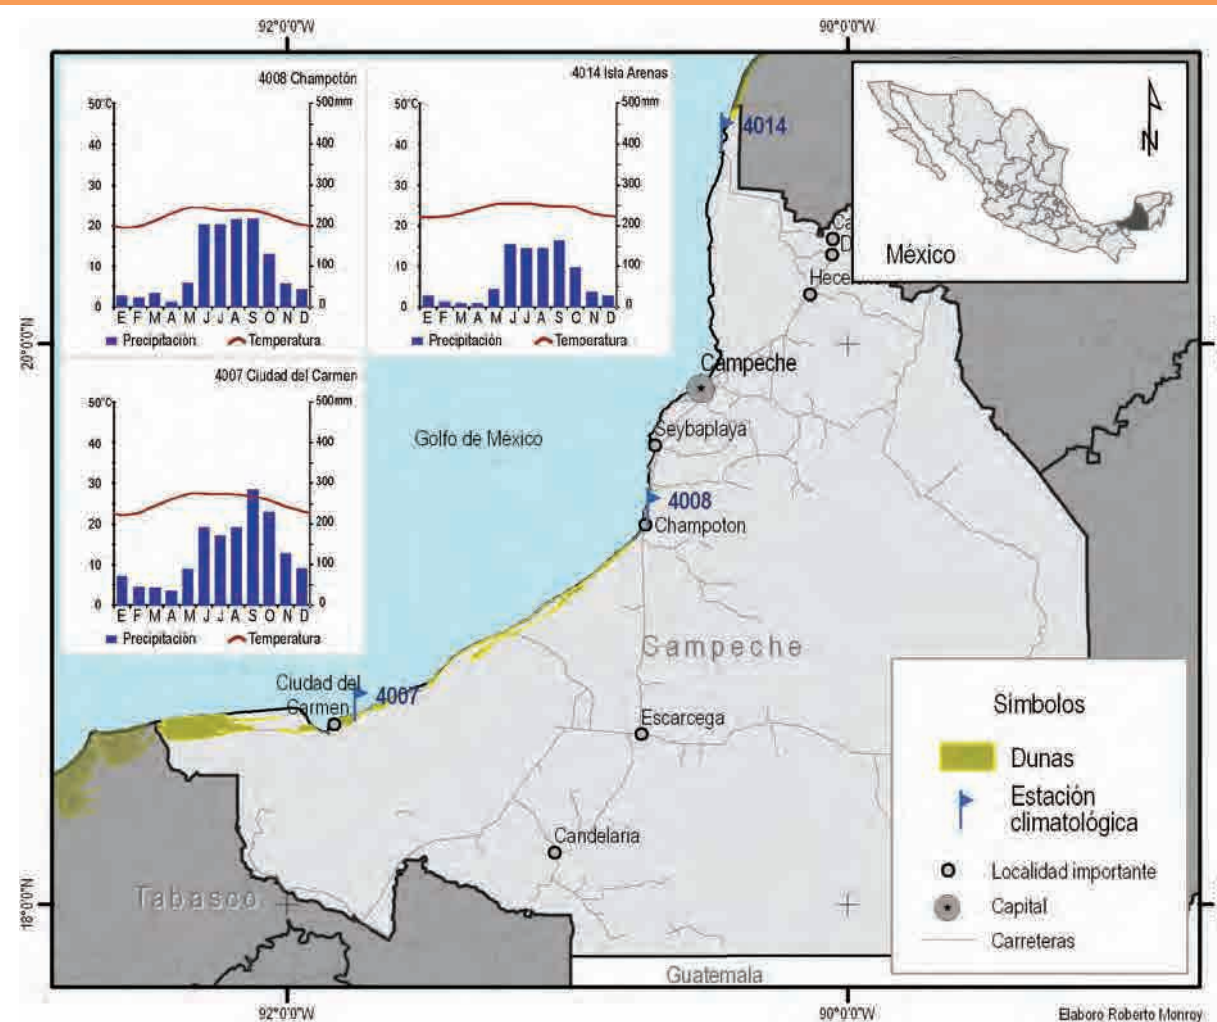 92°0'0"W
90°0'0"W
4008 Champotón
50°C
500mm
40
400
30
300
20
200
10
100
0
0
E F M A M J J A S O N D
Precipitación
Temperatura
4014 Isla Arenas
50°C
500mm
40
400
30
300
20
200
10
100
0
0
E F M A M J J A S O N D
Precipitación
Temperatura
4007 Ciudad del Carmen
50°C
500mm
40
400
30
300
20
200
10
100
0
0
E F M A M J J A S O N D
Precipitación
Temperatura
N
México
4014
20°0'0"N
Campeche
Golfo de México
Seybaplaya
4008
Champoton
Ciudad del
Carmen
4007
Escarcega
Candelaria
Tabasco
Guatemala
18°0'0"N
Símbolos
Dunas
Estación
climatológica
Localidad importante
Capital
Carreteras
92°0'0"W
90°0'0"W
Elaboro Roberto Monroy